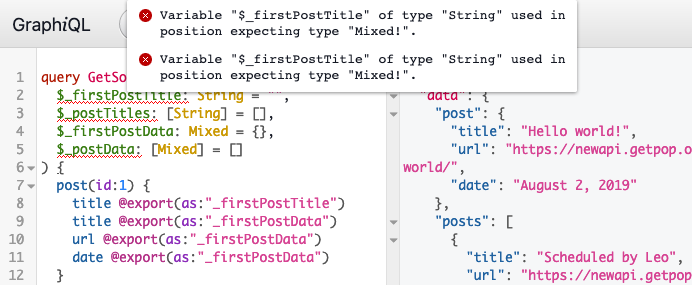 GraphiQL
Variable "$_firstPostTitle" of type "String" used in
position expecting type "Mixed!".
Variable "$_firstPostTitle" of type "String" used in
position expecting type "Mixed!".
1 query GetSo
2 $_firstPostTitle: String = "",
3 $_postTitles: [String] = [],
4 $_firstPostData: Mixed = {},
5 $_postData: [Mixed] = []
6 ) {
7 post(id:1) {
8 title @export(as:"_firstPostTitle")
9 title @export(as:"_firstPostData")
10 url @export(as:"_firstPostData")
11 date @export(as:"_firstPostData")
12 }
"data": {
"post": {
"title": "Hello world!",
"url": "https://newapi.getpop.o
world/",
"date": "August 2, 2019"
},
"posts": [
{
"title": "Scheduled by Leo",
"url": "https://newapi.getpop.o